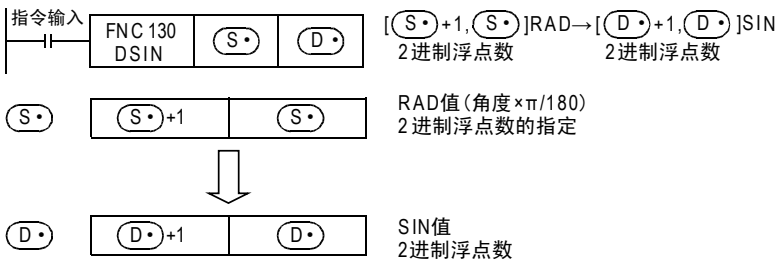 指令输入
FNC 130
DSIN
S•
D•
[S•+1,S•]RAD→[D•+1,D•]SIN
2进制浮点数 2进制浮点数
S• S•+1 S• RAD值(角度×π/180)
2进制浮点数的指定
D• D•+1 D• SIN值
2进制浮点数